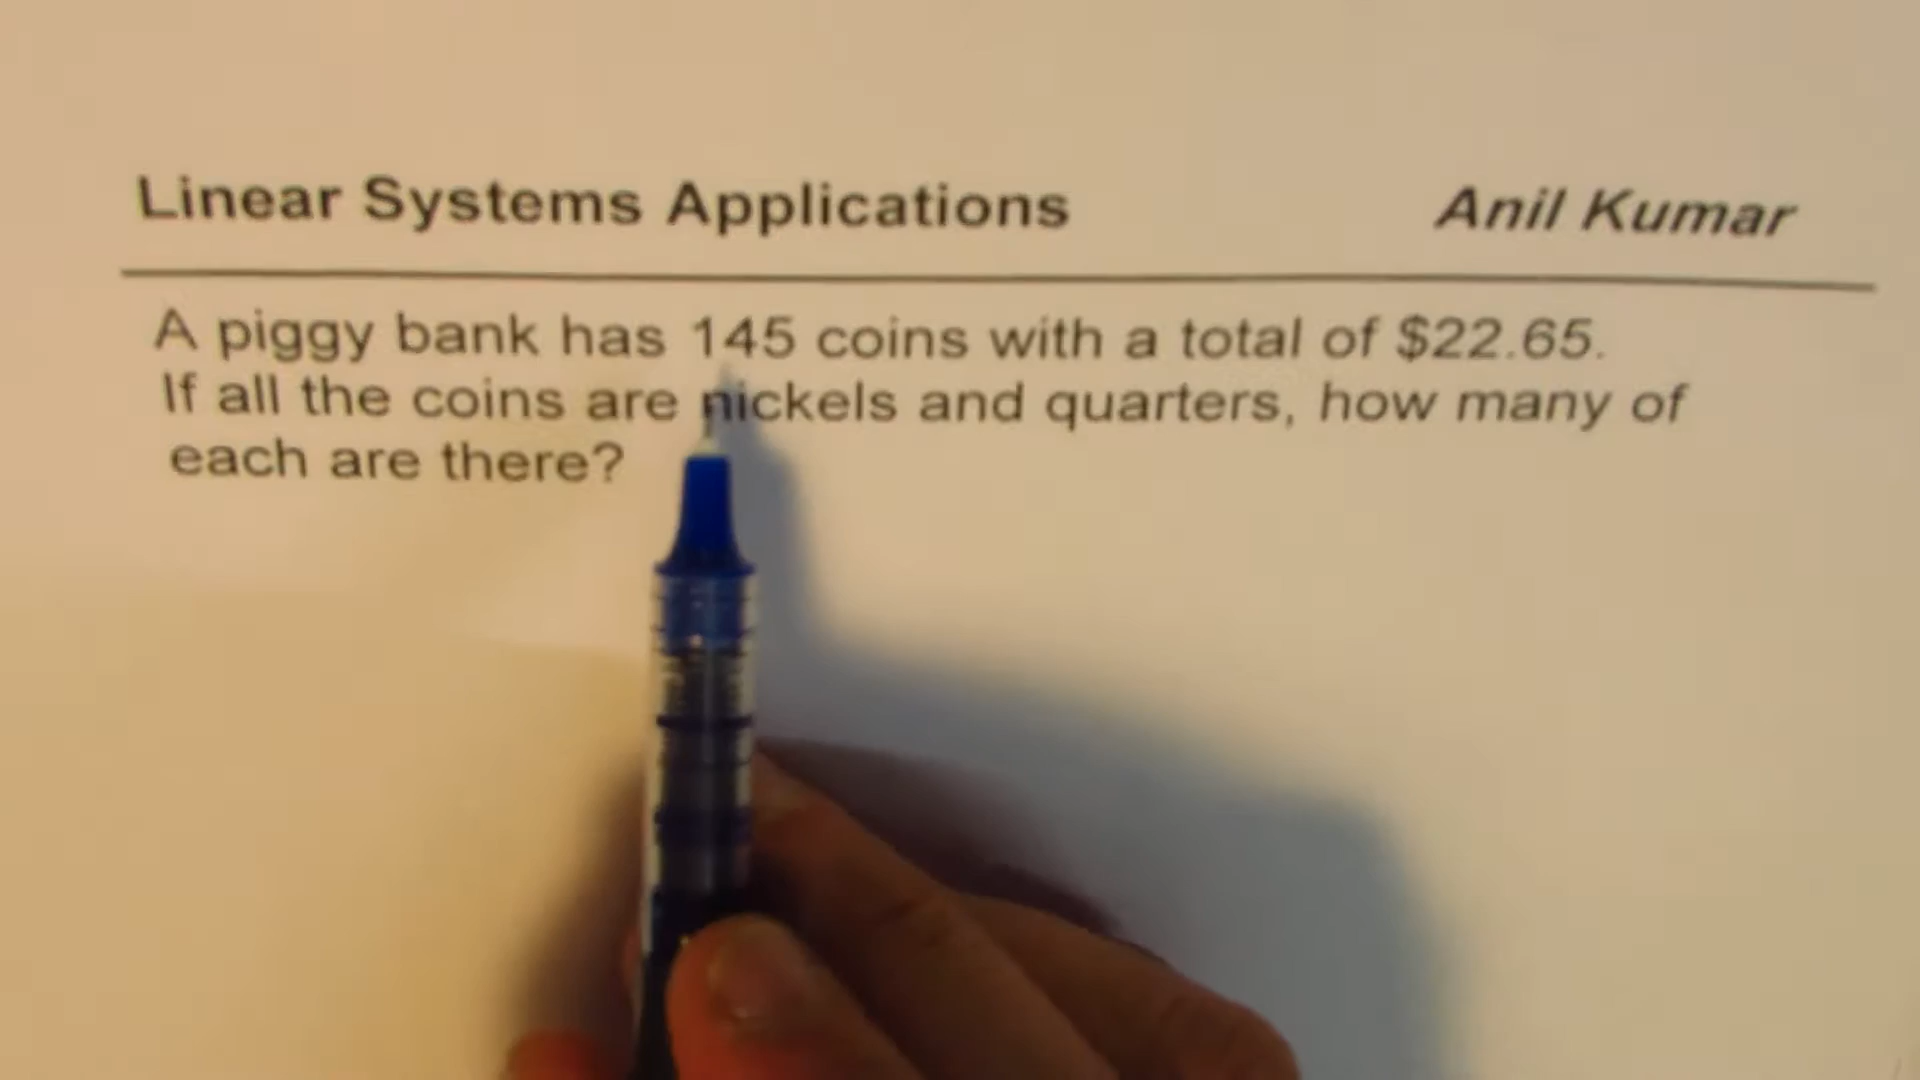 Linear Systems Applications
Anil Kumar
A piggy bank has 145 coins with a total of $22.65.
If all the coins are nickels and quarters, how many of
each are there?